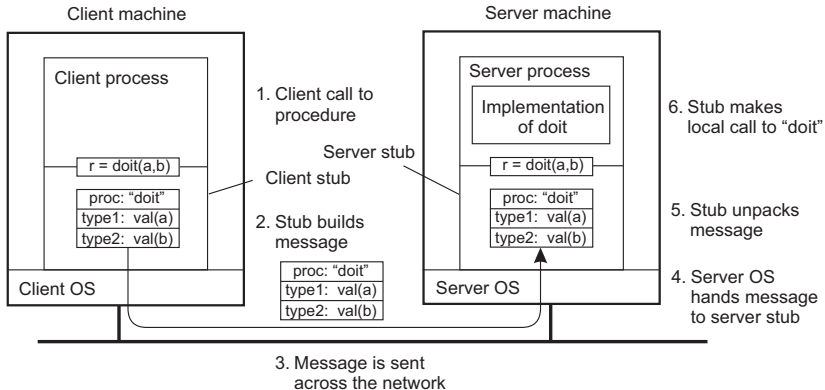 Client machine
Server machine
Client process
1. Client call to
procedure
r = doit(a,b)
Client stub
proc: “doit”
type1: val(a)
type2: val(b)
2. Stub builds
message
proc: “doit”
type1: val(a)
type2: val(b)
Client OS
3. Message is sent
across the network
Server process
Implementation
of doit
Server stub
r = doit(a,b)
proc: “doit”
type1: val(a)
type2: val(b)
Server OS
6. Stub makes
local call to “doit”
5. Stub unpacks
message
4. Server OS
hands message
to server stub